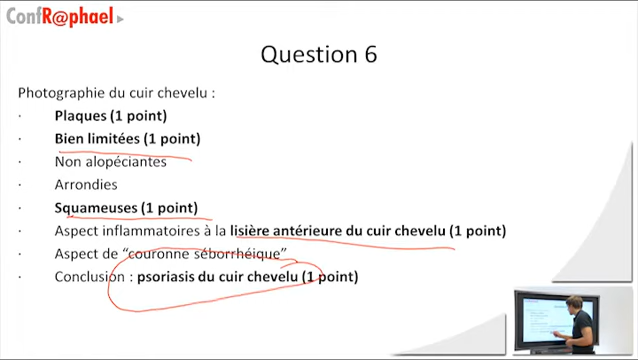 ConfR@phael
Question 6
Photographie du cuir chevelu :
· Plaques (1 point)
· Bien limitées (1 point)
· Non alopéciantes
· Arrondies
· Squameuses (1 point)
· Aspect inflammatoires à la lisière antérieure du cuir chevelu (1 point)
· Aspect de “couronne séborrhéique”
· Conclusion : psoriasis du cuir chevelu (1 point)